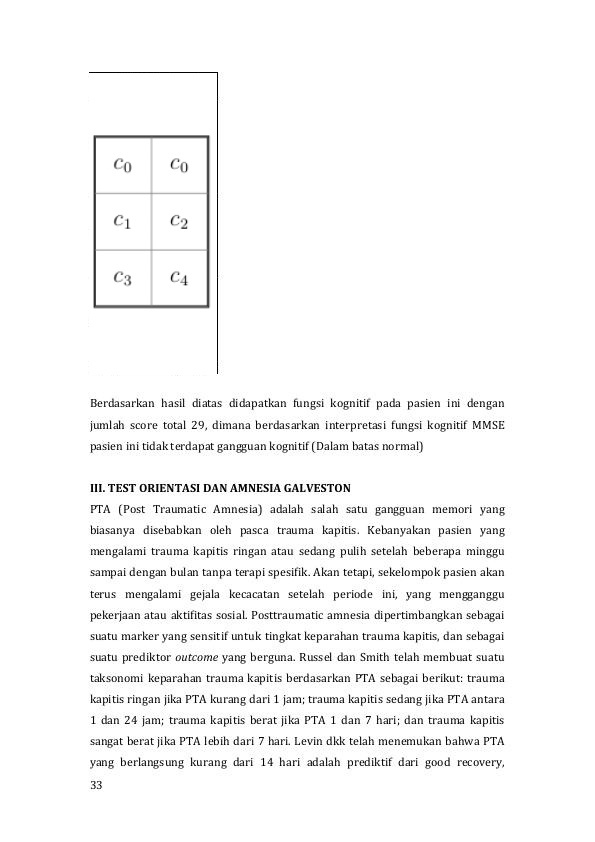 c0 c0
c1 c2
c3 c4
Berdasarkan hasil diatas didapatkan fungsi kognitif pada pasien ini dengan
jumlah score total 29, dimana berdasarkan interpretasi fungsi kognitif MMSE
pasien ini tidak terdapat gangguan kognitif (Dalam batas normal)
III. TEST ORIENTASI DAN AMNESIA GALVESTON
PTA (Post Traumatic Amnesia) adalah salah satu gangguan memori yang
biasanya disebabkan oleh pasca trauma kapitis. Kebanyakan pasien yang
mengalami trauma kapitis ringan atau sedang pulih setelah beberapa minggu
sampai dengan bulan tanpa terapi spesifik. Akan tetapi, sekelompok pasien akan
terus mengalami gejala kecacatan setelah periode ini, yang mengganggu
pekerjaan atau aktifitas sosial. Posttraumatic amnesia dipertimbangkan sebagai
suatu marker yang sensitif untuk tingkat keparahan trauma kapitis, dan sebagai
suatu prediktor outcome yang berguna. Russel dan Smith telah membuat suatu
taksonomi keparahan trauma kapitis berdasarkan PTA sebagai berikut: trauma
kapitis ringan jika PTA kurang dari 1 jam; trauma kapitis sedang jika PTA antara
1 dan 24 jam; trauma kapitis berat jika PTA 1 dan 7 hari; dan trauma kapitis
sangat berat jika PTA lebih dari 7 hari. Levin dkk telah menemukan bahwa PTA
yang berlangsung kurang dari 14 hari adalah prediktif dari good recovery,
33